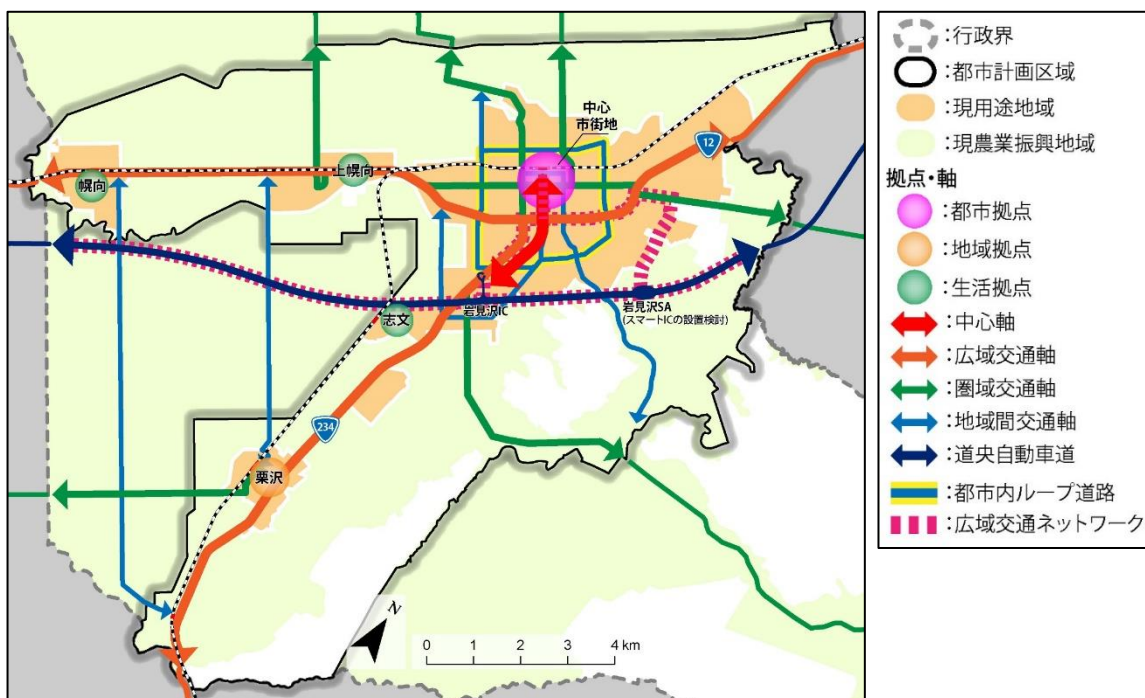 中心
市街地
12
幌向
上幌向
岩見沢IC
岩見沢SA
(スマートICの設置検討)
志文
234
栗沢
N
0 1 2 3 4 km
:行政界
:都市計画区域
:現用途地域
:現農業振興地域
拠点・軸
:都市拠点
:地域拠点
:生活拠点
:中心軸
:広域交通軸
:圏域交通軸
:地域間交通軸
:道央自動車道
:都市内ループ道路
:広域交通ネットワーク